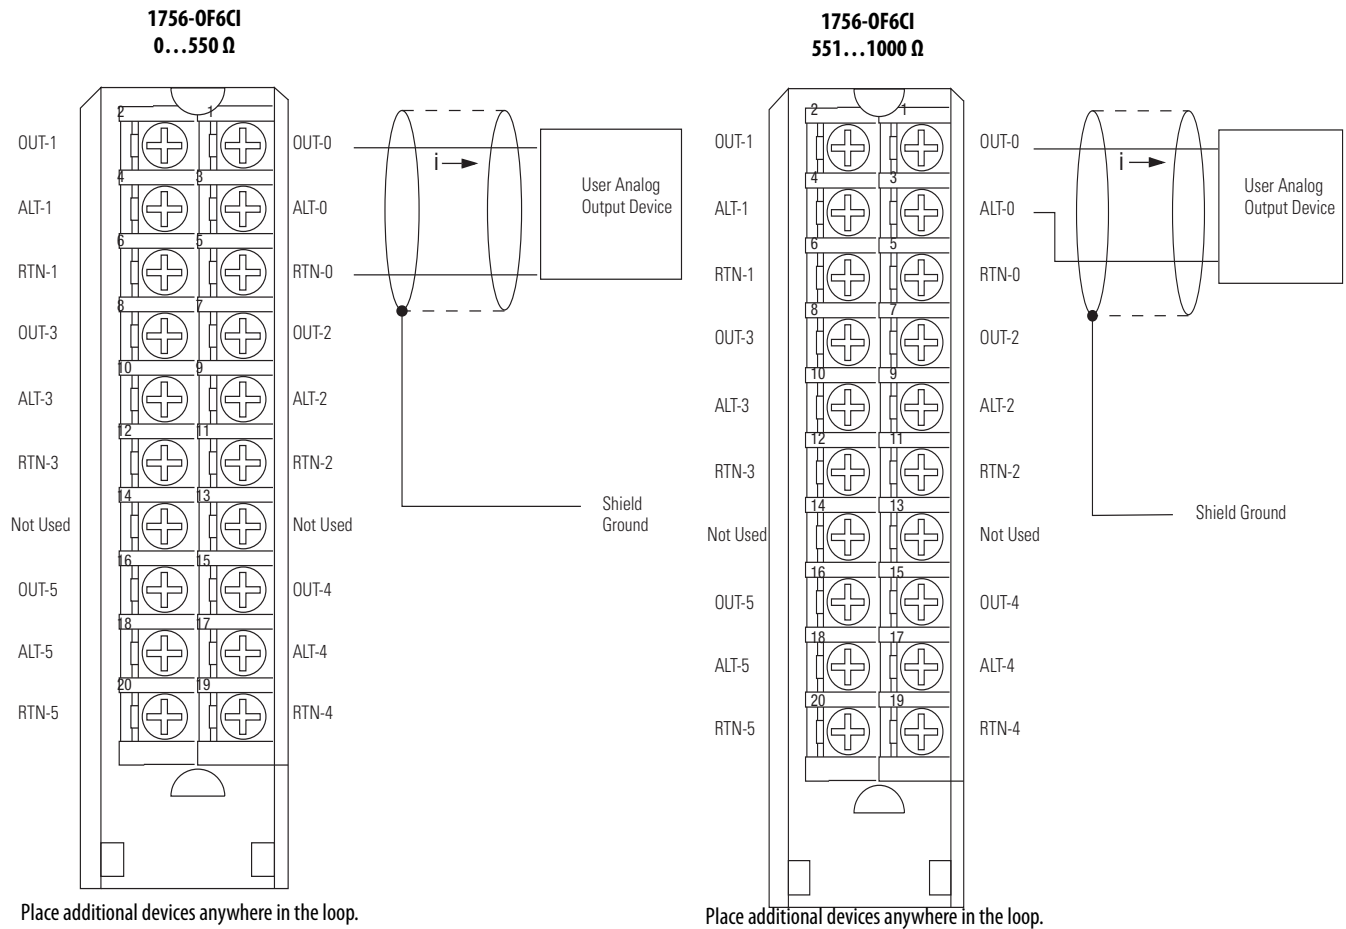 1756-OF6CI
0...550 Ω
2 1
OUT-1 OUT-0
4 3
ALT-1 ALT-0
6 5
RTN-1 RTN-0
8 7
OUT-3 OUT-2
10 9
ALT-3 ALT-2
12 11
RTN-3 RTN-2
14 13
Not Used Not Used
16 15
OUT-5 OUT-4
18 17
ALT-5 ALT-4
20 19
RTN-5 RTN-4
i
User Analog
Output Device
Shield
Ground
Place additional devices anywhere in the loop.
1756-OF6CI
551...1000 Ω
2 1
OUT-1 OUT-0
4 3
ALT-1 ALT-0
6 5
RTN-1 RTN-0
8 7
OUT-3 OUT-2
10 9
ALT-3 ALT-2
12 11
RTN-3 RTN-2
14 13
Not Used Not Used
16 15
OUT-5 OUT-4
18 17
ALT-5 ALT-4
20 19
RTN-5 RTN-4
i
User Analog
Output Device
Shield Ground
Place additional devices anywhere in the loop.